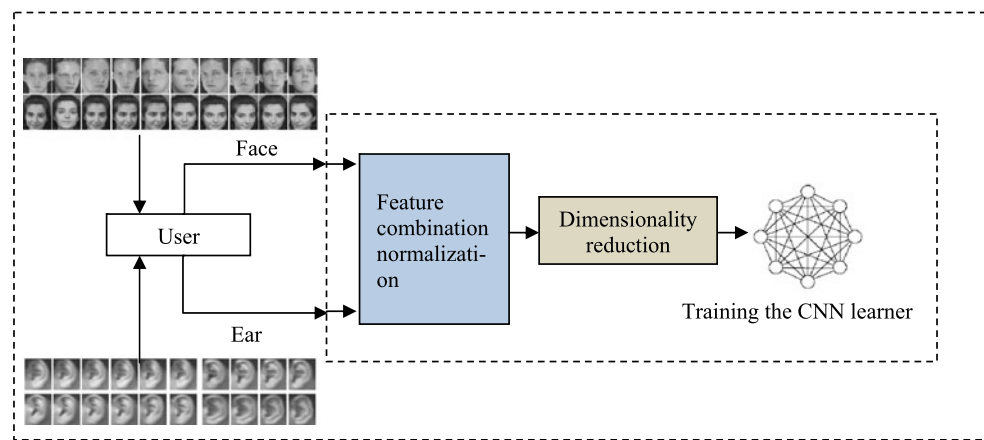 Face
User
Ear
Feature
combination
normalizati-
on
Dimensionality
reduction
Training the CNN learner